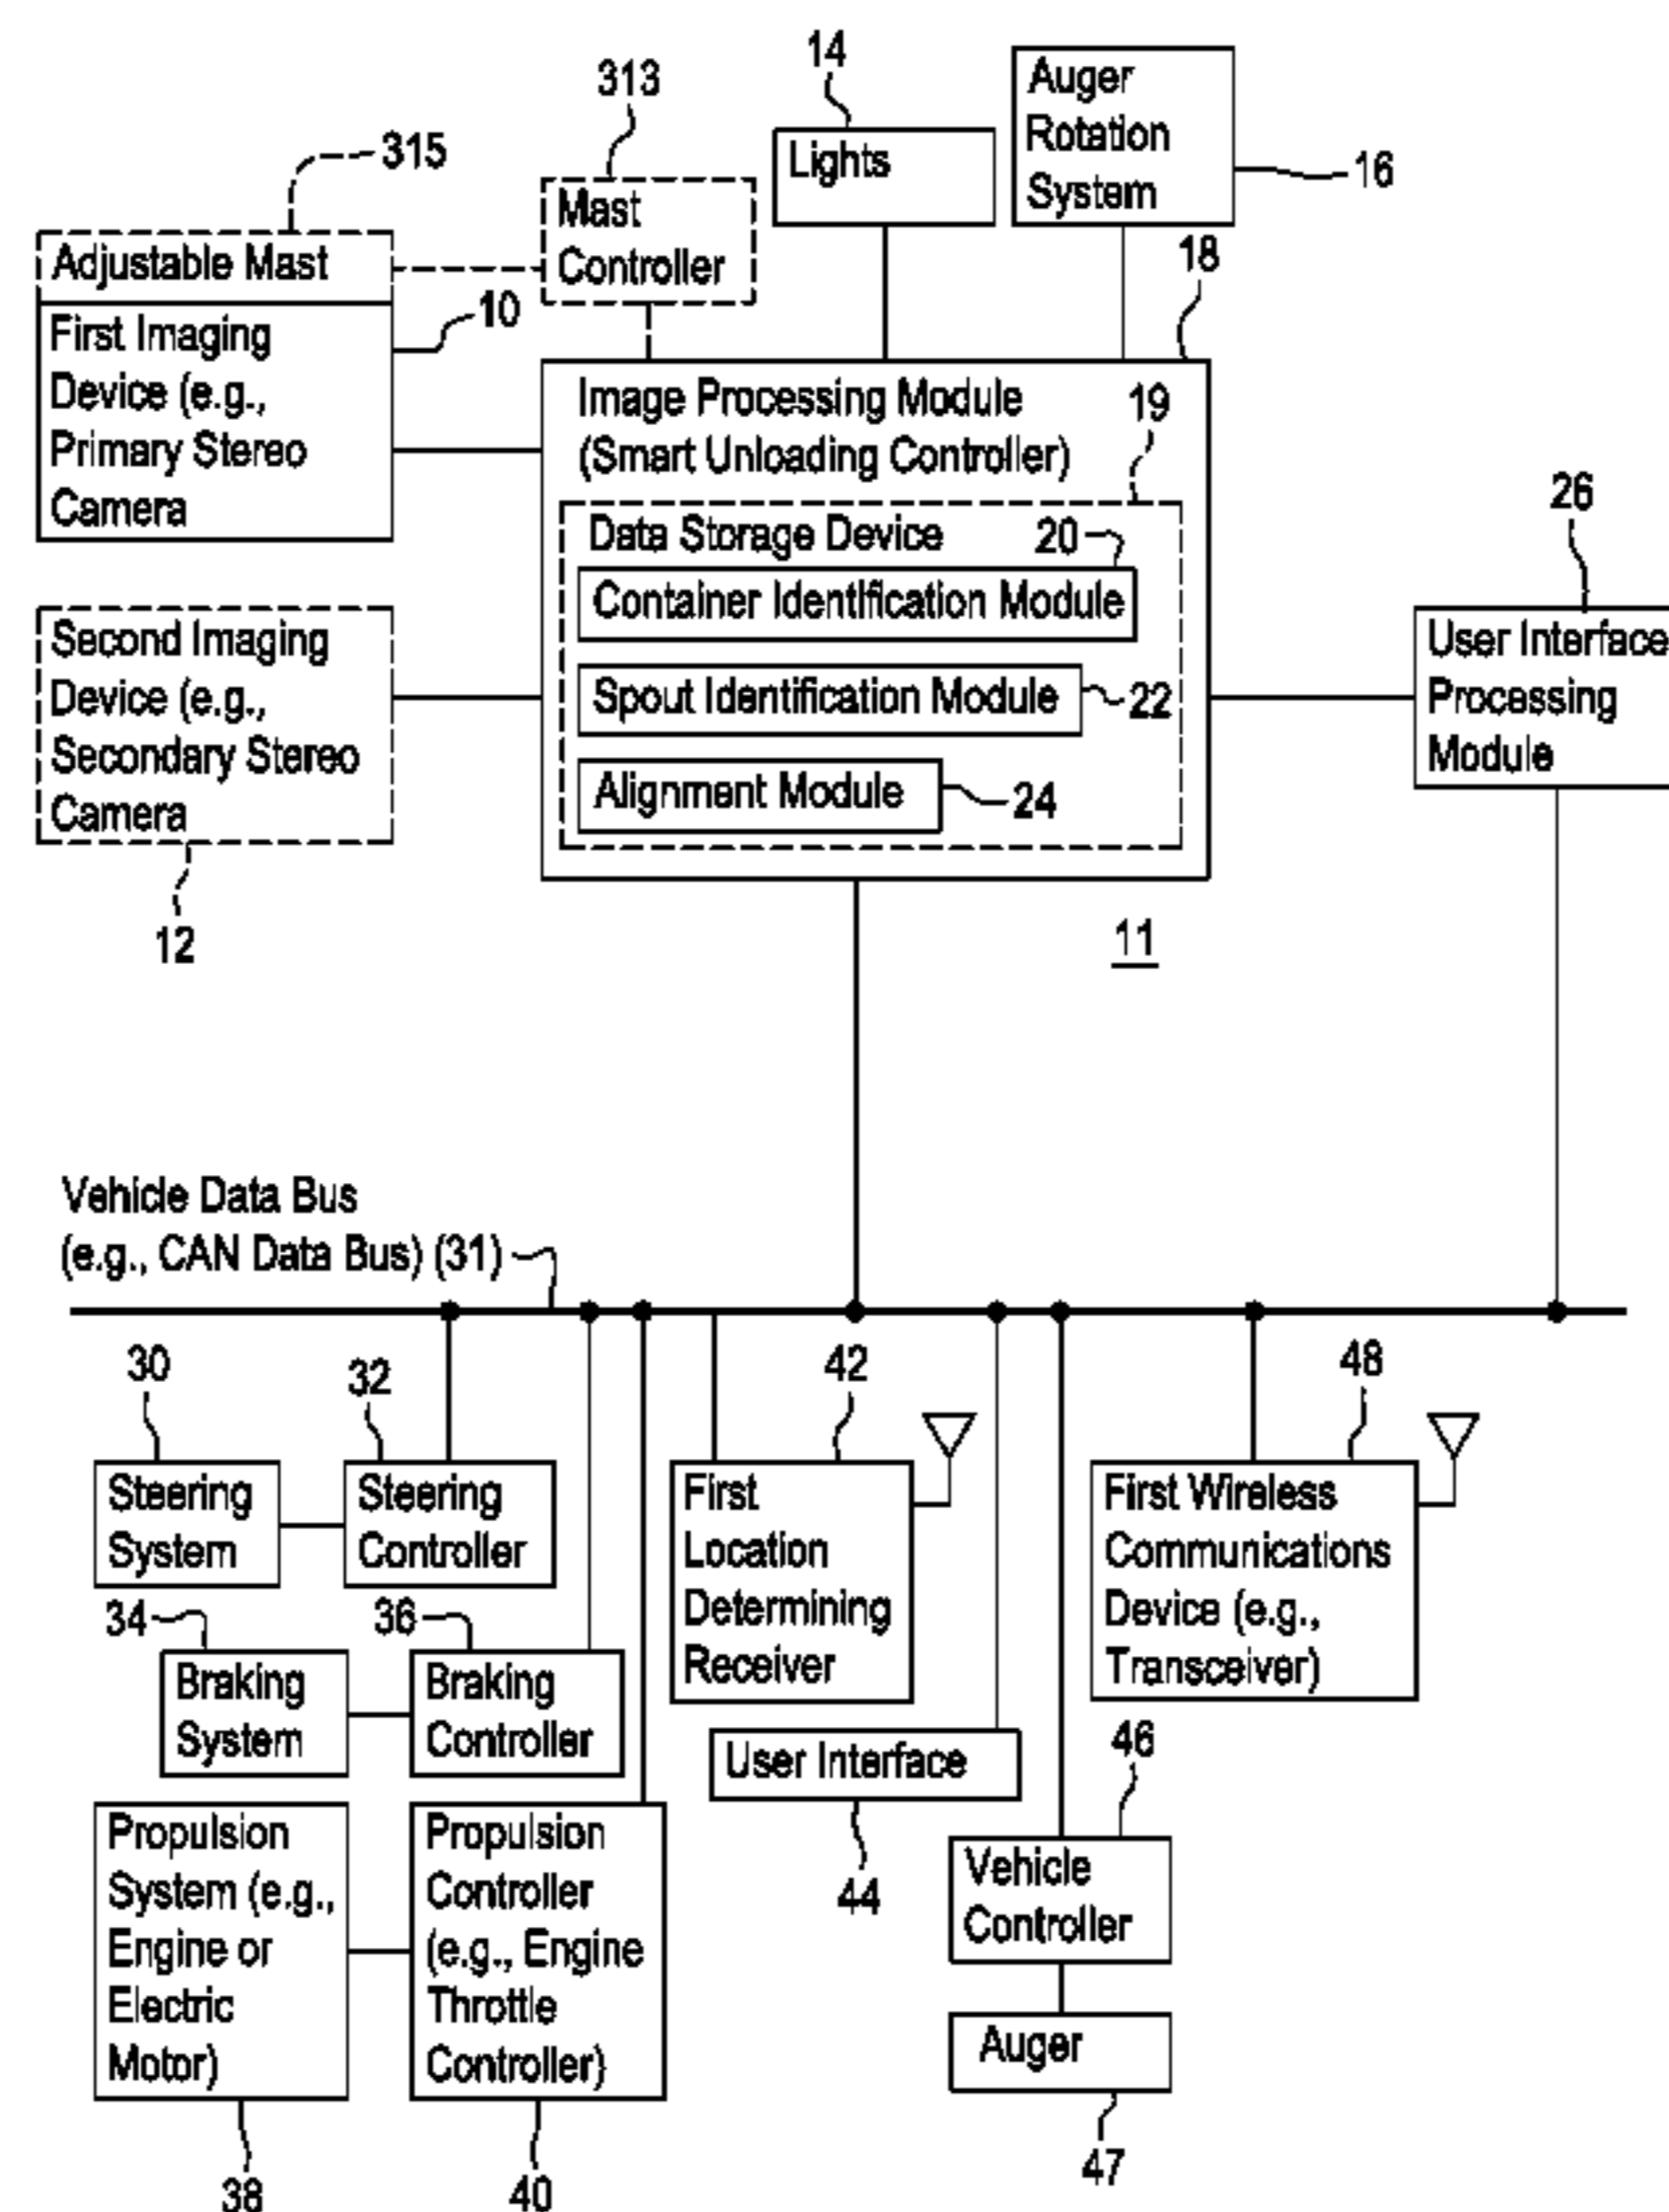 14
Auger
Rotation
System
16
313
Lights
315
Mast
Controller
Adjustable Mast
18
10
First Imaging
Device (e.g.,
Primary Stereo
Camera
Image Processing Module
(Smart Unloading Controller)
19
Data Storage Device
20
Container Identification Module
Spout Identification Module
22
Alignment Module
24
26
User Interface
Processing
Module
Second Imaging
Device (e.g.,
Secondary Stereo
Camera
12
11
Vehicle Data Bus
(e.g., CAN Data Bus) (31)
30
32
42
48
Steering
System
Steering
Controller
First
Location
Determining
Receiver
First Wireless
Communications
Device (e.g.,
Transceiver)
34
36
Braking
System
Braking
Controller
User Interface
44
46
Propulsion
System (e.g.,
Engine or
Electric
Motor)
Propulsion
Controller
(e.g., Engine
Throttle
Controller)
Vehicle
Controller
Auger
47
38
40